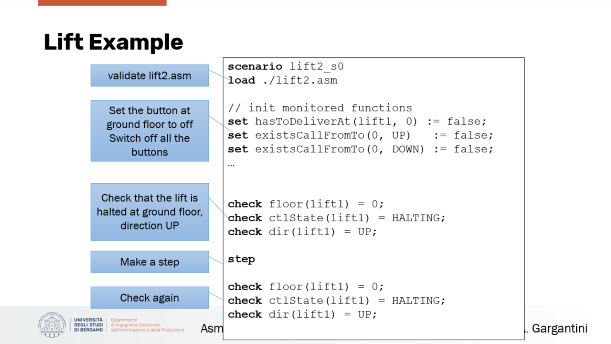 Lift Example
validate lift2.asm
Set the button at
ground floor to off
Switch off all the
buttons
Check that the lift is
halted at ground floor,
direction UP
Make a step
Check again
scenario lift2_s0
load ./lift2.asm
// init monitored functions
set hasToDeliverAt(lift1, 0) := false;
set existsCallFromTo(0, UP) := false;
set existsCallFromTo(0, DOWN) := false;
…
check floor(lift1) = 0;
check ctlState(lift1) = HALTING;
check dir(lift1) = UP;
step
check floor(lift1) = 0;
check ctlState(lift1) = HALTING;
check dir(lift1) = UP;
UNIVERSITÀ
DEGLI STUDI
DI BERGAMO
Dipartimento
di Ingegneria Gestionale,
dell'Informazione e della Produzione
Asm
. Gargantini